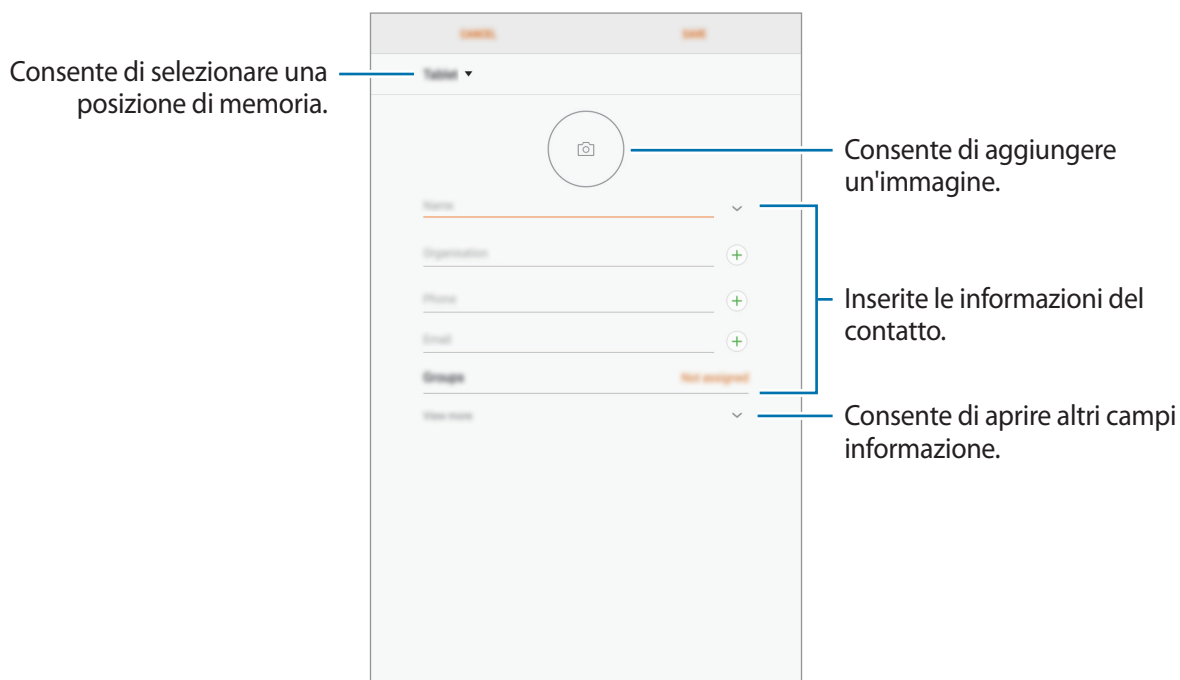 CANCEL
SAVE
Consente di selezionare una
posizione di memoria.
Tablet
Consente di aggiungere
un'immagine.
Name
Organization
Phone
Inserite le informazioni del
contatto.
Email
Groups
Not assigned
View more
Consente di aprire altri campi
informazione.